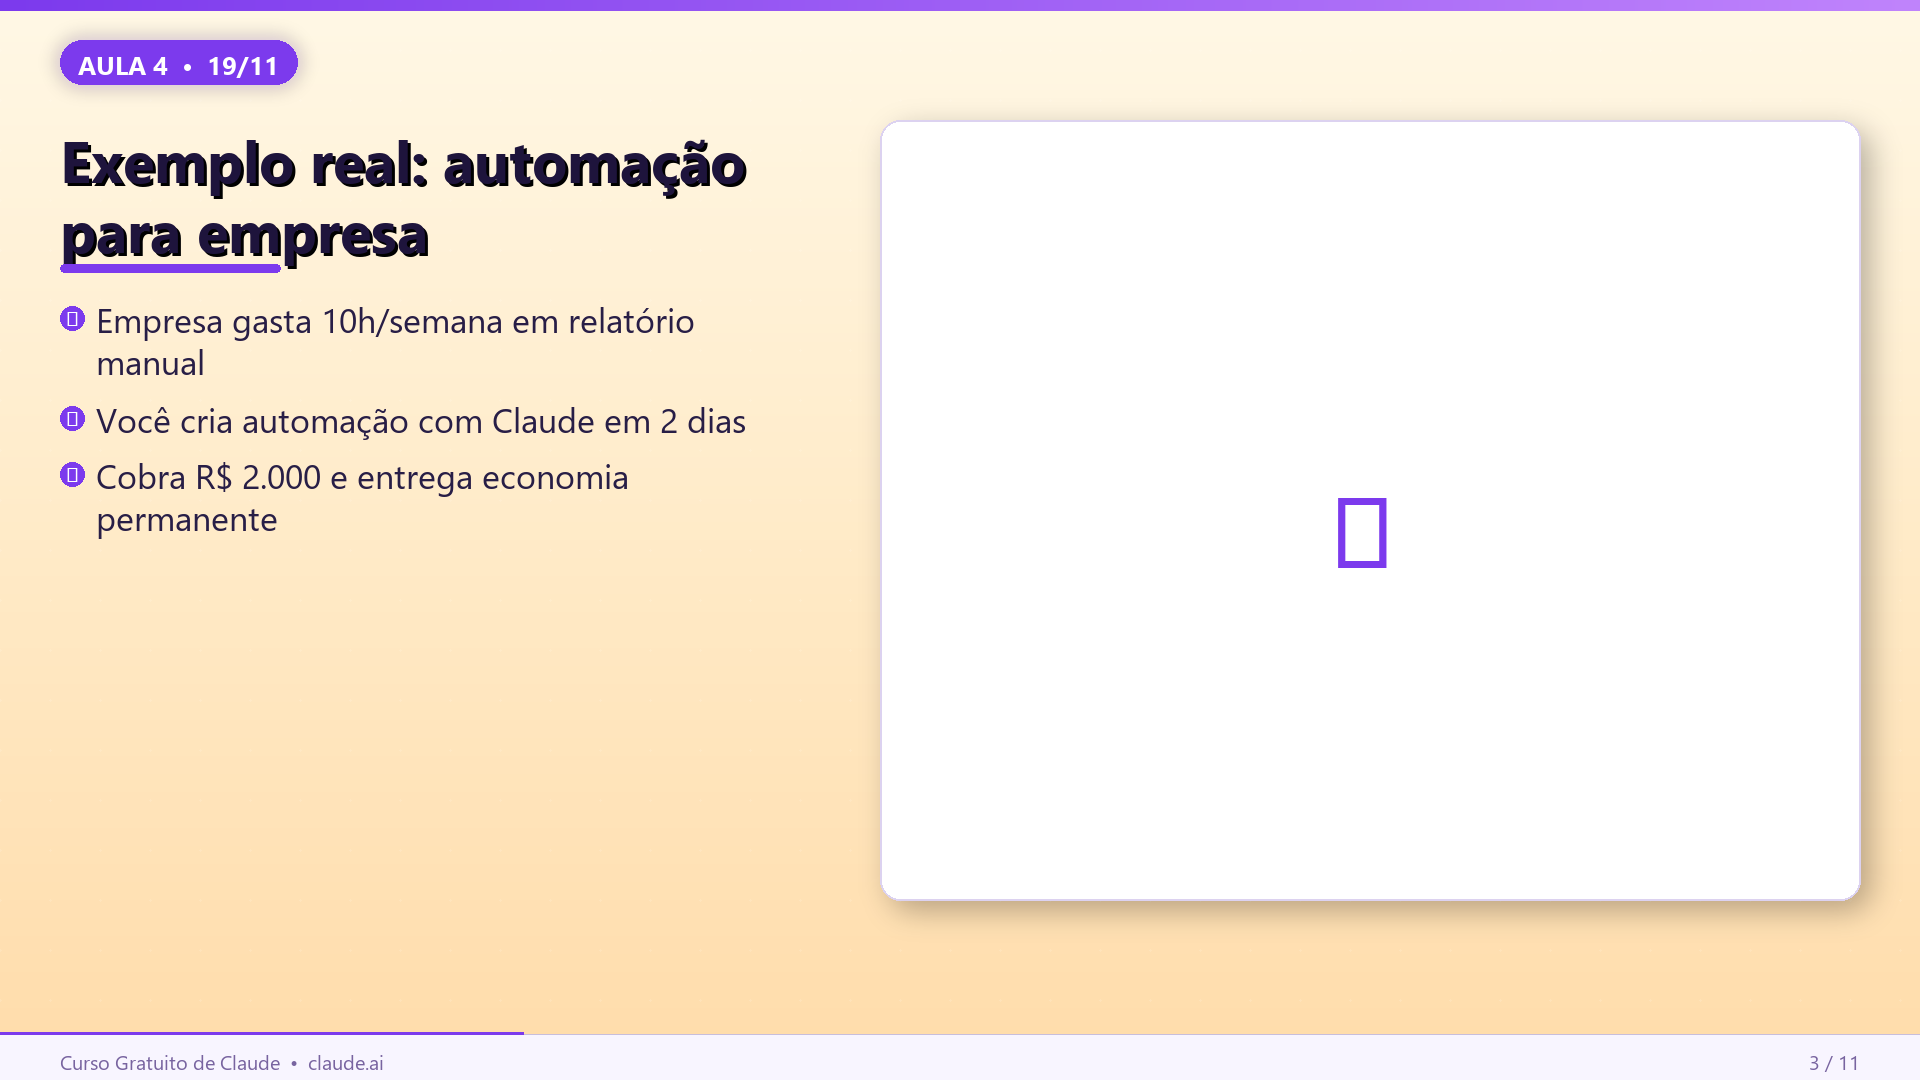 AULA 4 • 19/11
Exemplo real: automação
para empresa
Empresa gasta 10h/semana em relatório
manual
Você cria automação com Claude em 2 dias
Cobra R$ 2.000 e entrega economia
permanente
Curso Gratuito de Claude • claude.ai
3 / 11